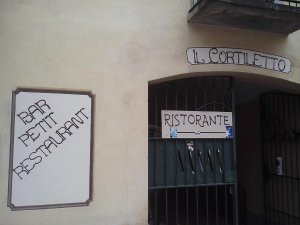 BAR
PETIT
RESTAURANT
IL CORTILETTO
RISTORANTE